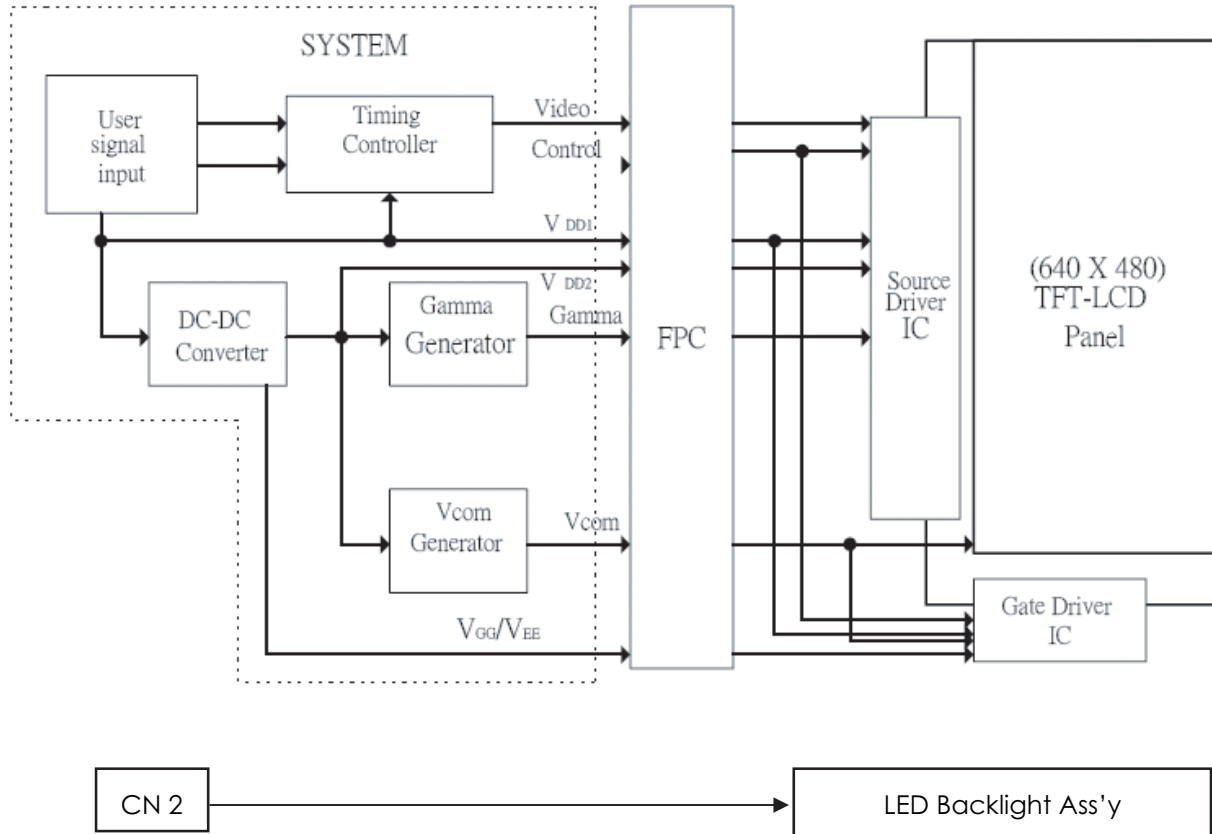 SYSTEM
User
signal
input
Timing
Controller
Video
Control
V DD1
V DD2
DC-DC
Converter
Gamma
Generator
Gamma
FPC
Source
Driver
IC
(640 X 480)
TFT-LCD
Panel
Vcom
Generator
Vcom
VGG/VEE
Gate Driver
IC
CN 2
LED Backlight Ass’y